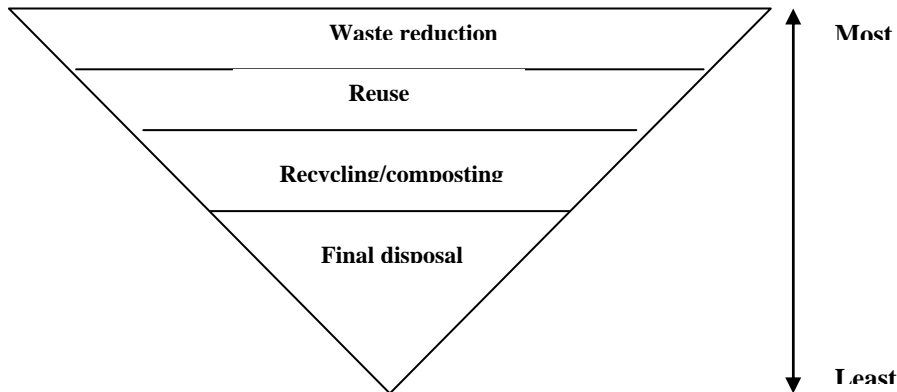 Waste reduction
Most
Reuse
Recycling/composting
Final disposal
Least